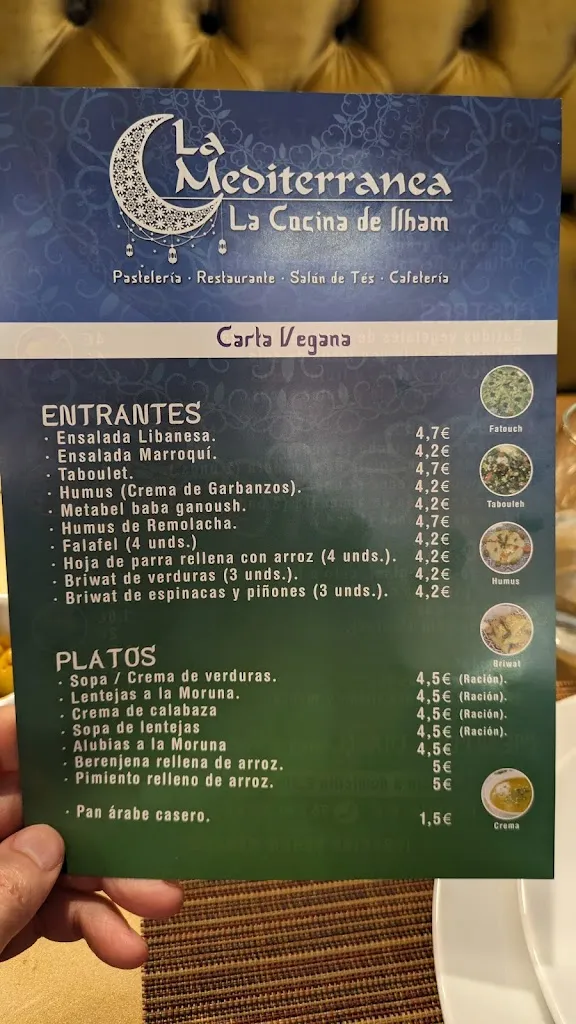 La
Mediterranea
La Cocina de Ilham
Pastelería · Restaurante · Salón de Tés · Cafetería
Carta Vegana
ENTRANTES
· Ensalada Libanesa. 4,7€
· Ensalada Marroquí. 4,2€
· Taboulet. 4,7€
· Humus (Crema de Garbanzos). 4,2€
· Metabel baba ganoush. 4,2€
· Humus de Remolacha. 4,7€
· Falafel (4 unds.) 4,2€
· Hoja de parra rellena con arroz (4 unds.). 4,2€
· Briwat de verduras (3 unds.). 4,2€
· Briwat de espinacas y piñones (3 unds.). 4,2€
Fatouch
Tabouleh
Humus
Briwat
PLATOS
· Sopa / Crema de verduras. 4,5€ (Ración).
· Lentejas a la Moruna. 4,5€ (Ración).
· Crema de calabaza 4,5€ (Ración).
· Sopa de lentejas 4,5€ (Ración).
· Alubias a la Moruna 4,5€
· Berenjena rellena de arroz. 5€
· Pimiento relleno de arroz. 5€
· Pan árabe casero. 1,5€
Crema